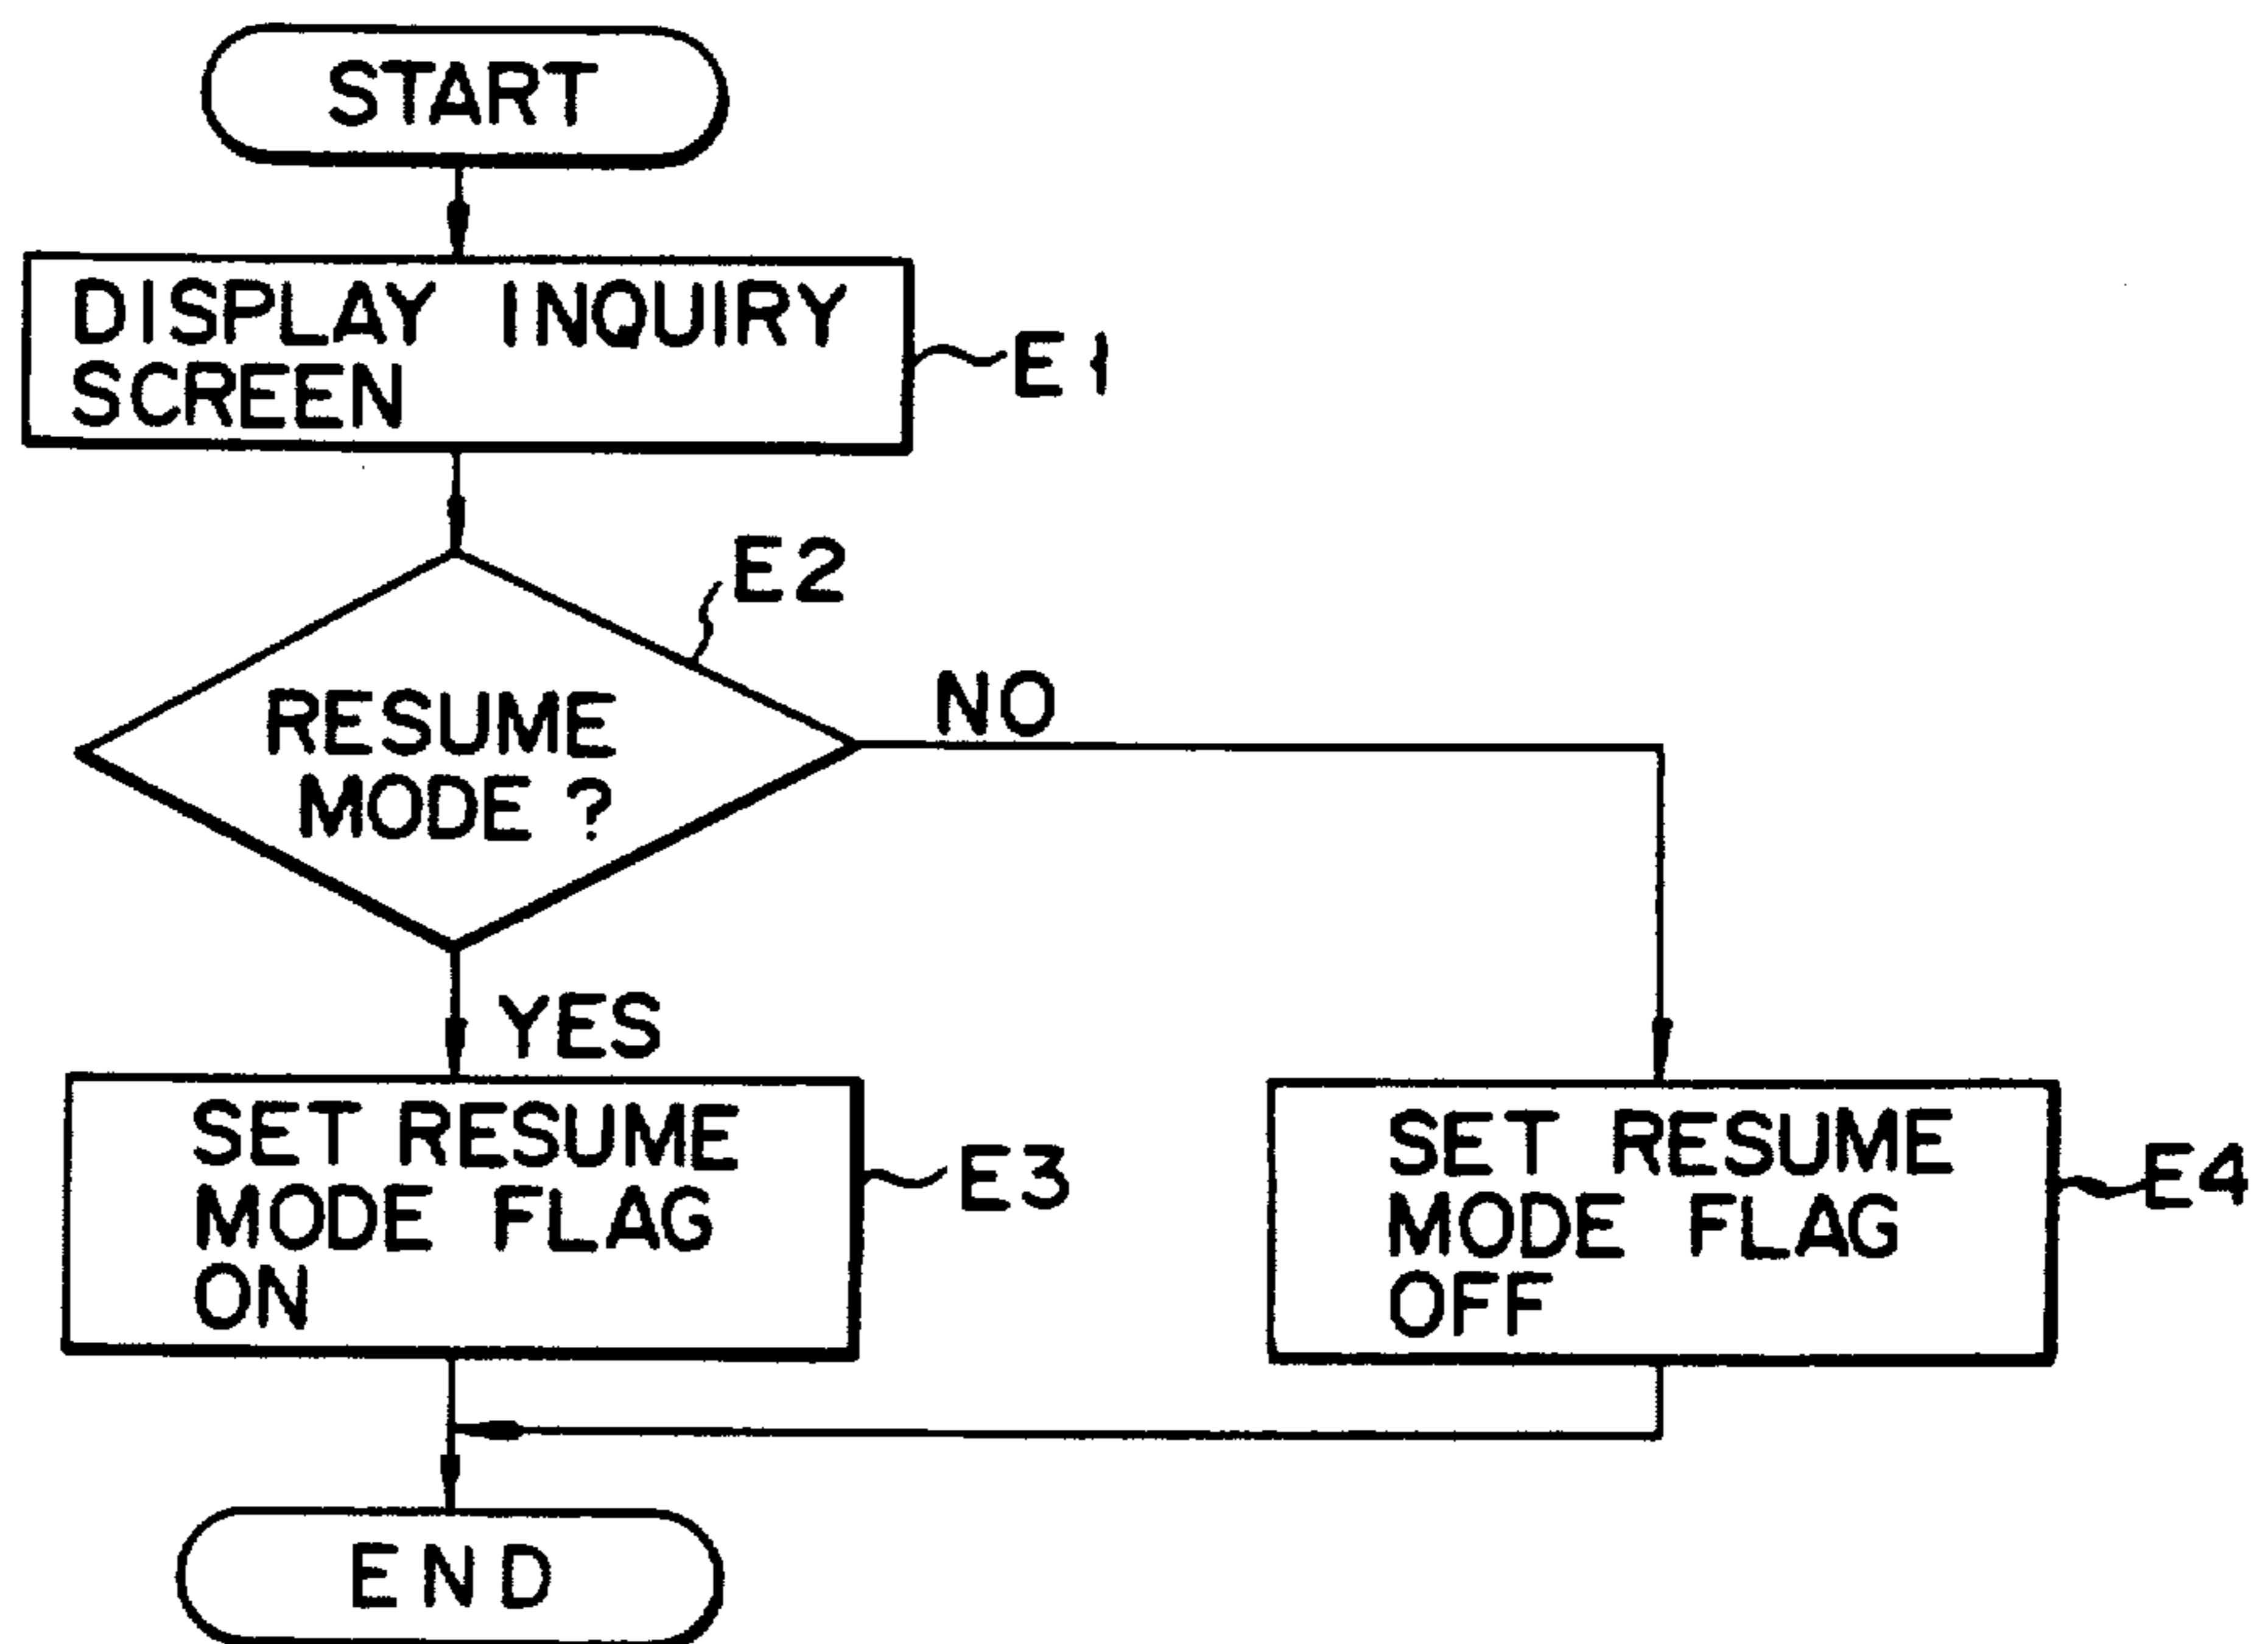 START
DISPLAY INQUIRY
SCREEN
E1
E2
RESUME
MODE ?
NO
YES
SET RESUME
MODE FLAG
ON
E3
SET RESUME
MODE FLAG
OFF
E4
END